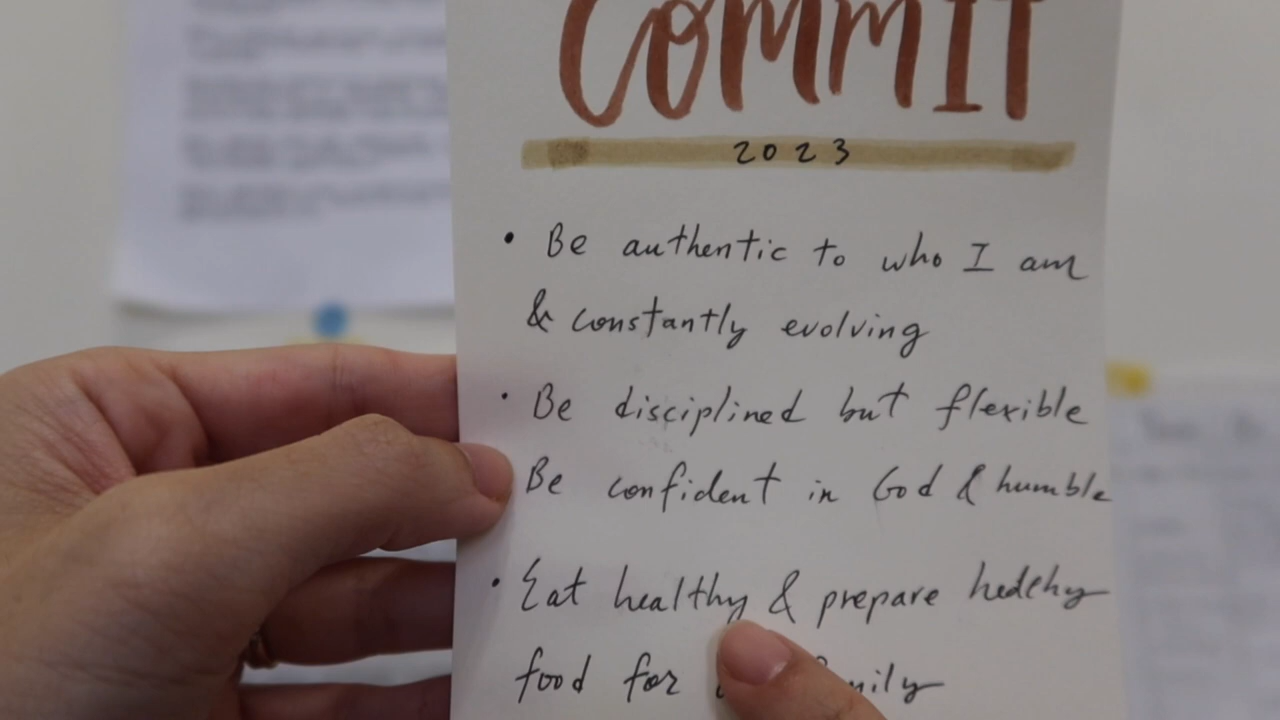 COMMIT
2023
• Be authentic to who I am
& constantly evolving
• Be disciplined but flexible
Be confident in God & humble
• Eat healthy & prepare healthy
food for